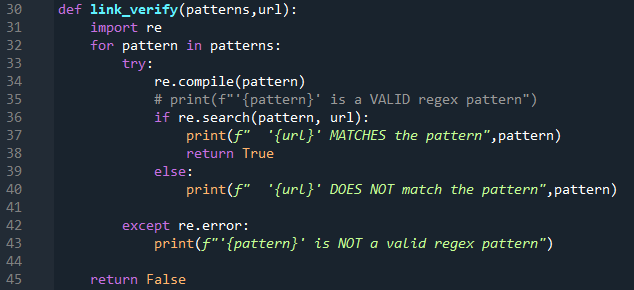 30 def link_verify(patterns,url):
31     import re
32     for pattern in patterns:
33         try:
34             re.compile(pattern)
35             # print(f"'{pattern}' is a VALID regex pattern")
36             if re.search(pattern, url):
37                 print(f"  '{url}' MATCHES the pattern",pattern)
38                 return True
39             else:
40                 print(f"  '{url}' DOES NOT match the pattern",pattern)
41
42         except re.error:
43             print(f"'{pattern}' is NOT a valid regex pattern")
44
45     return False